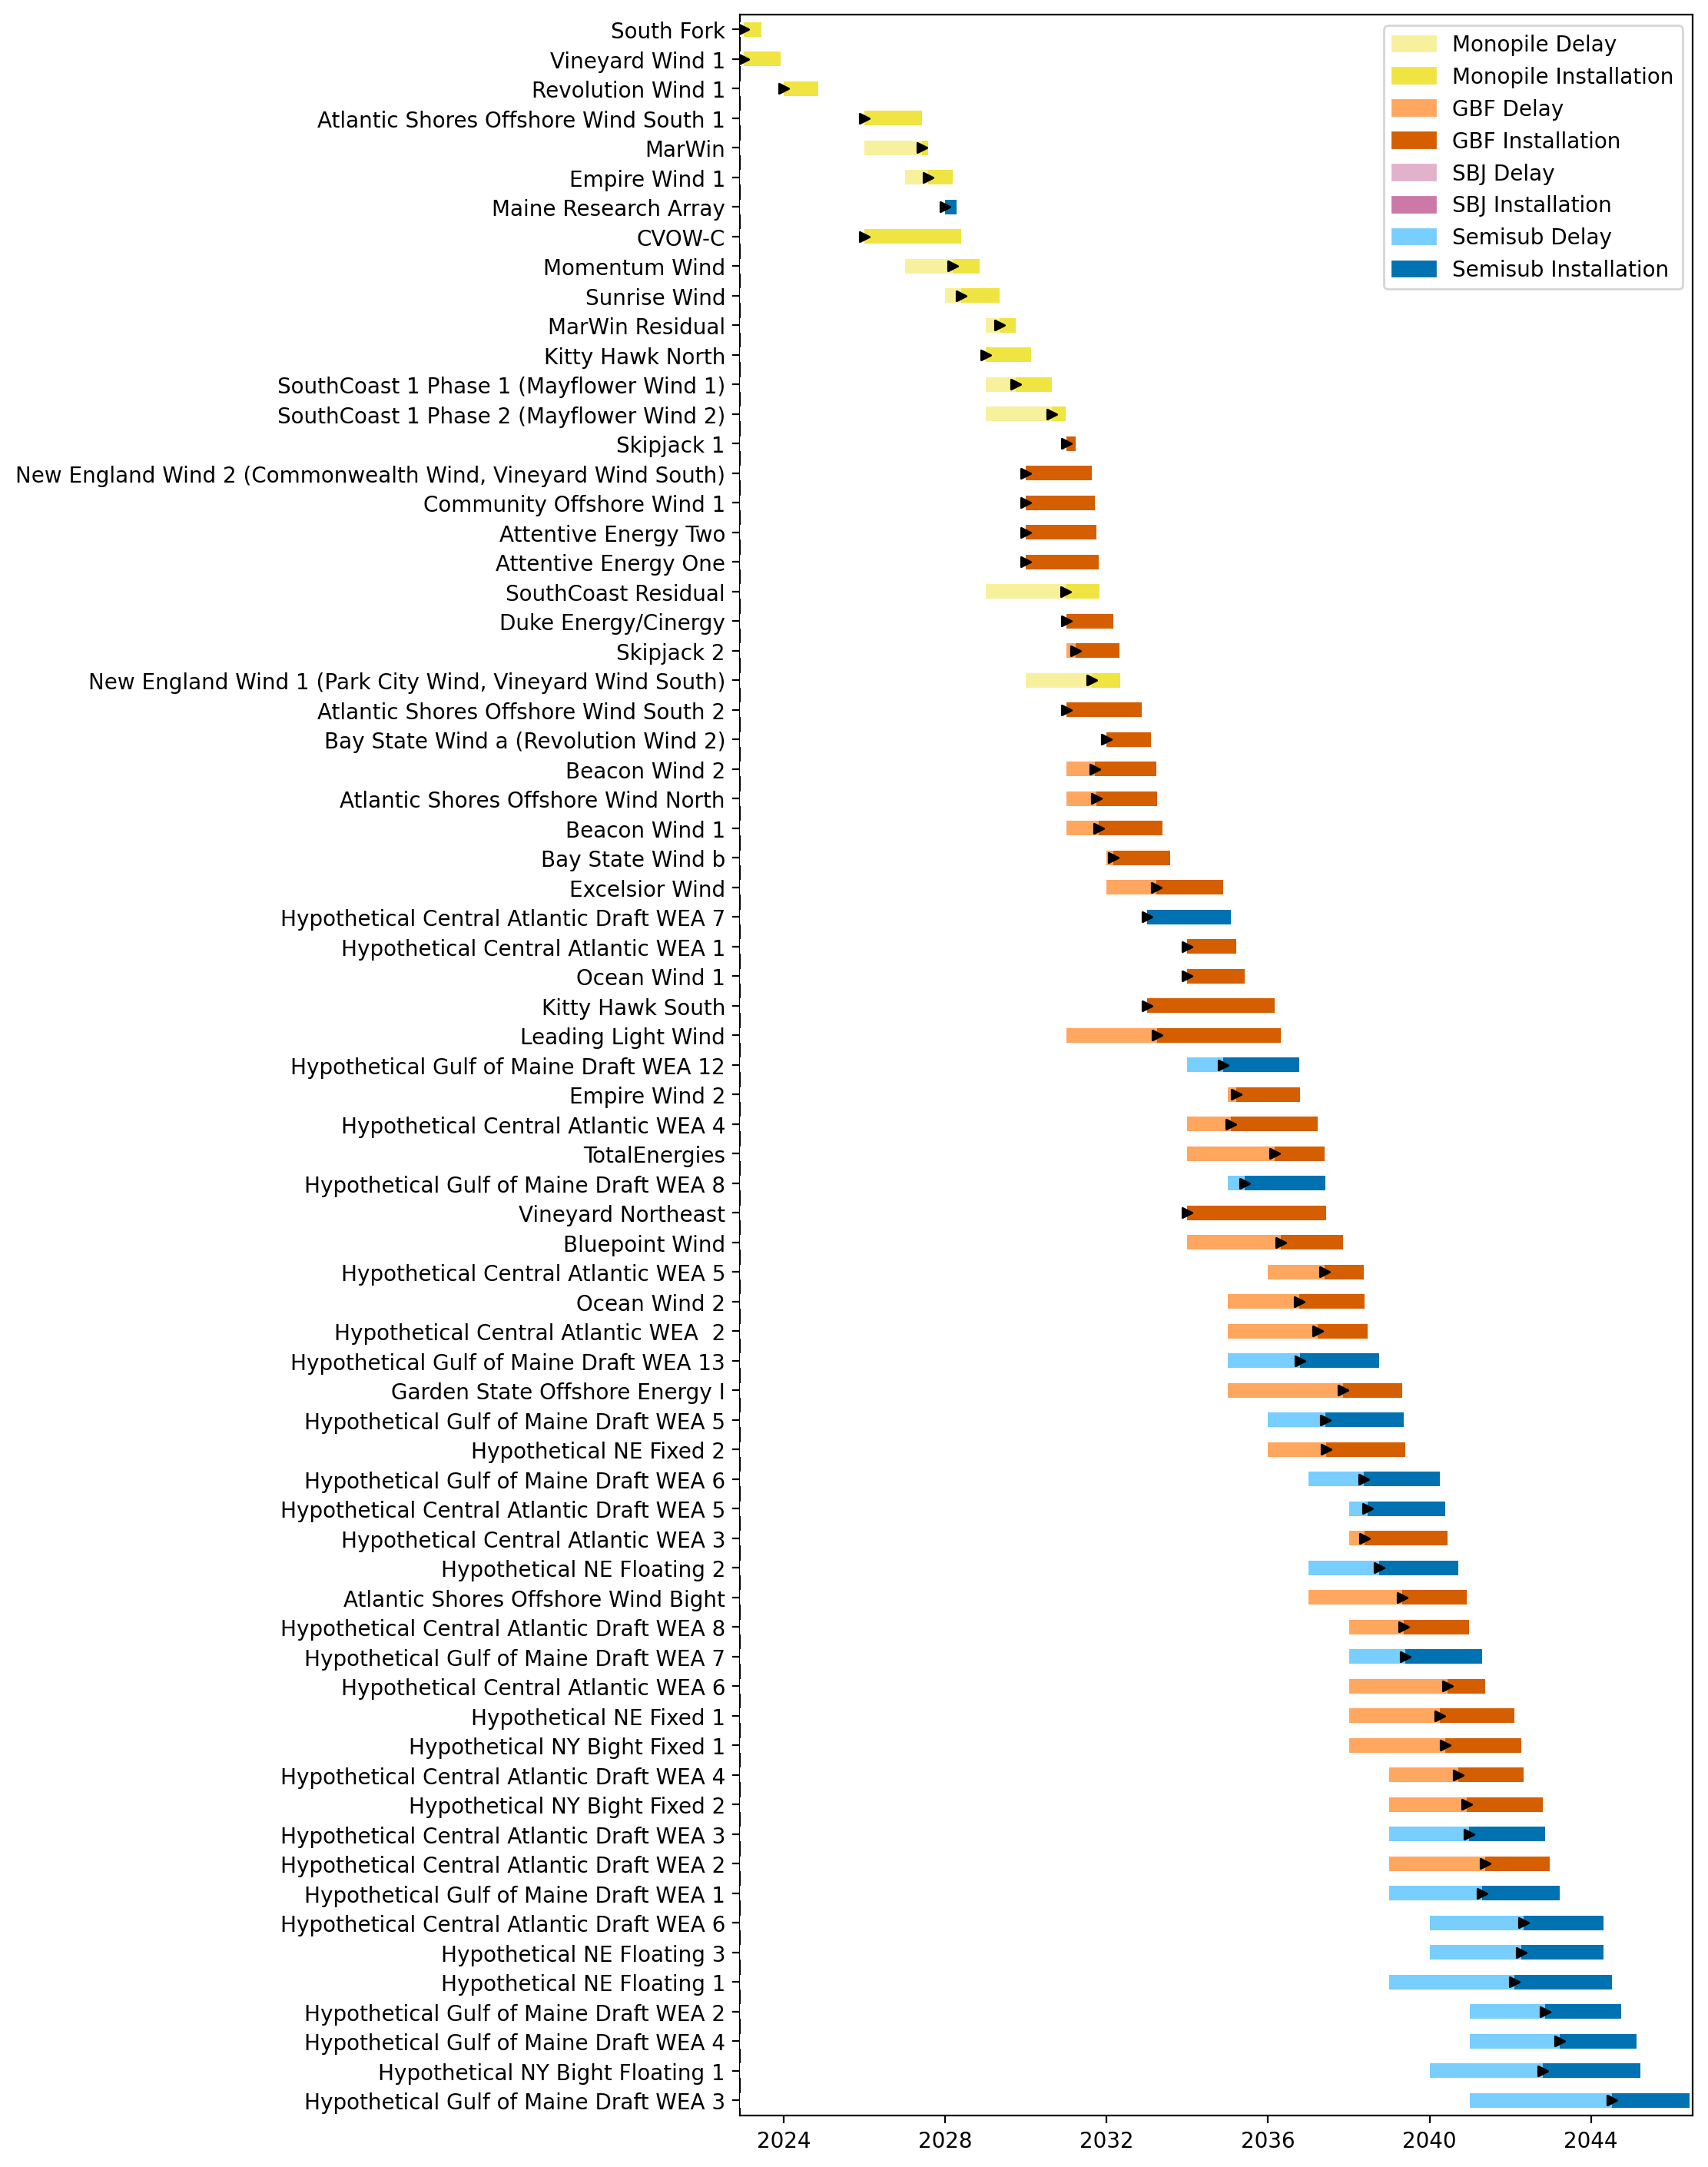 South Fork
Vineyard Wind 1
Revolution Wind 1
Atlantic Shores Offshore Wind South 1
MarWin
Empire Wind 1
Maine Research Array
CVOW-C
Momentum Wind
Sunrise Wind
MarWin Residual
Kitty Hawk North
SouthCoast 1 Phase 1 (Mayflower Wind 1)
SouthCoast 1 Phase 2 (Mayflower Wind 2)
Skipjack 1
New England Wind 2 (Commonwealth Wind, Vineyard Wind South)
Community Offshore Wind 1
Attentive Energy Two
Attentive Energy One
SouthCoast Residual
Duke Energy/Cinergy
Skipjack 2
New England Wind 1 (Park City Wind, Vineyard Wind South)
Atlantic Shores Offshore Wind South 2
Bay State Wind a (Revolution Wind 2)
Beacon Wind 2
Atlantic Shores Offshore Wind North
Beacon Wind 1
Bay State Wind b
Excelsior Wind
Hypothetical Central Atlantic Draft WEA 7
Hypothetical Central Atlantic WEA 1
Ocean Wind 1
Kitty Hawk South
Leading Light Wind
Hypothetical Gulf of Maine Draft WEA 12
Empire Wind 2
Hypothetical Central Atlantic WEA 4
TotalEnergies
Hypothetical Gulf of Maine Draft WEA 8
Vineyard Northeast
Bluepoint Wind
Hypothetical Central Atlantic WEA 5
Ocean Wind 2
Hypothetical Central Atlantic WEA  2
Hypothetical Gulf of Maine Draft WEA 13
Garden State Offshore Energy I
Hypothetical Gulf of Maine Draft WEA 5
Hypothetical NE Fixed 2
Hypothetical Gulf of Maine Draft WEA 6
Hypothetical Central Atlantic Draft WEA 5
Hypothetical Central Atlantic WEA 3
Hypothetical NE Floating 2
Atlantic Shores Offshore Wind Bight
Hypothetical Central Atlantic Draft WEA 8
Hypothetical Gulf of Maine Draft WEA 7
Hypothetical Central Atlantic WEA 6
Hypothetical NE Fixed 1
Hypothetical NY Bight Fixed 1
Hypothetical Central Atlantic Draft WEA 4
Hypothetical NY Bight Fixed 2
Hypothetical Central Atlantic Draft WEA 3
Hypothetical Central Atlantic Draft WEA 2
Hypothetical Gulf of Maine Draft WEA 1
Hypothetical Central Atlantic Draft WEA 6
Hypothetical NE Floating 3
Hypothetical NE Floating 1
Hypothetical Gulf of Maine Draft WEA 2
Hypothetical Gulf of Maine Draft WEA 4
Hypothetical NY Bight Floating 1
Hypothetical Gulf of Maine Draft WEA 3
Monopile Delay
Monopile Installation
GBF Delay
GBF Installation
SBJ Delay
SBJ Installation
Semisub Delay
Semisub Installation
2024 2028 2032 2036 2040 2044